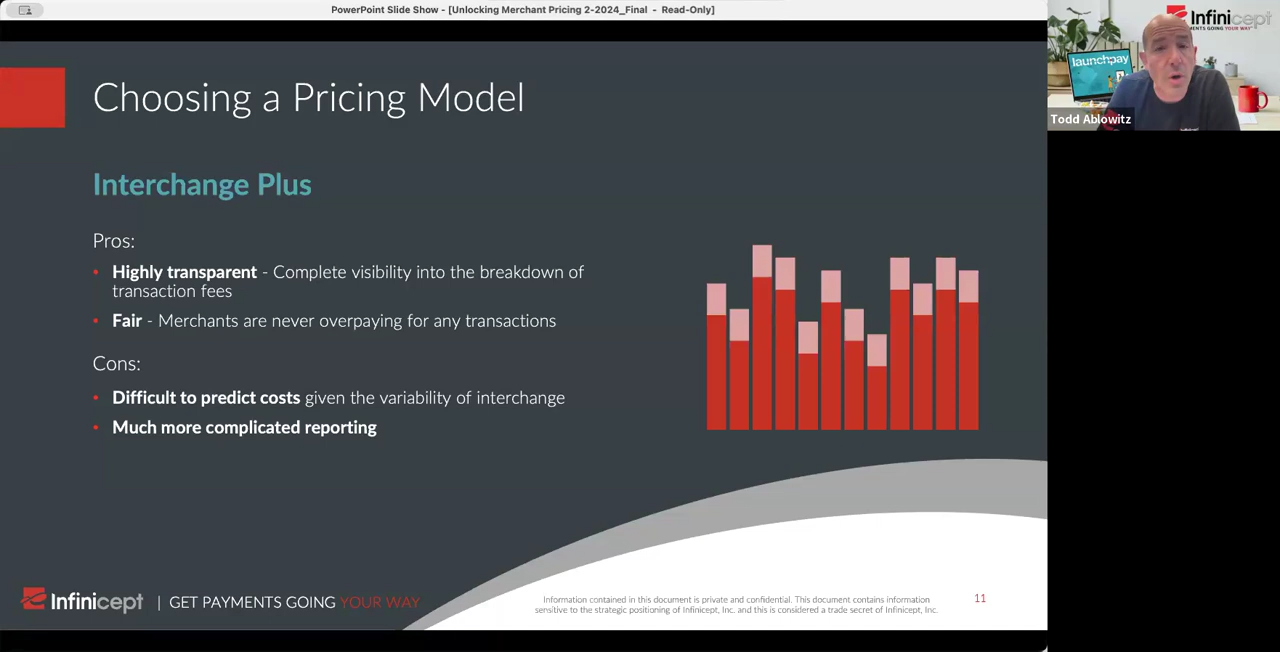 PowerPoint Slide Show - [Unlocking Merchant Pricing 2-2024_Final - Read-Only]
Choosing a Pricing Model
Interchange Plus
Pros:
• Highly transparent - Complete visibility into the breakdown of
transaction fees
• Fair - Merchants are never overpaying for any transactions
Cons:
• Difficult to predict costs given the variability of interchange
• Much more complicated reporting
Infinicept | GET PAYMENTS GOING YOUR WAY
Information contained in this document is private and confidential. This document contains information
sensitive to the strategic positioning of Infinicept, Inc. and this is considered a trade secret of Infinicept, Inc.
11
Infinicept
MENTS GOING YOUR WAY
launchpay
Todd Ablowitz